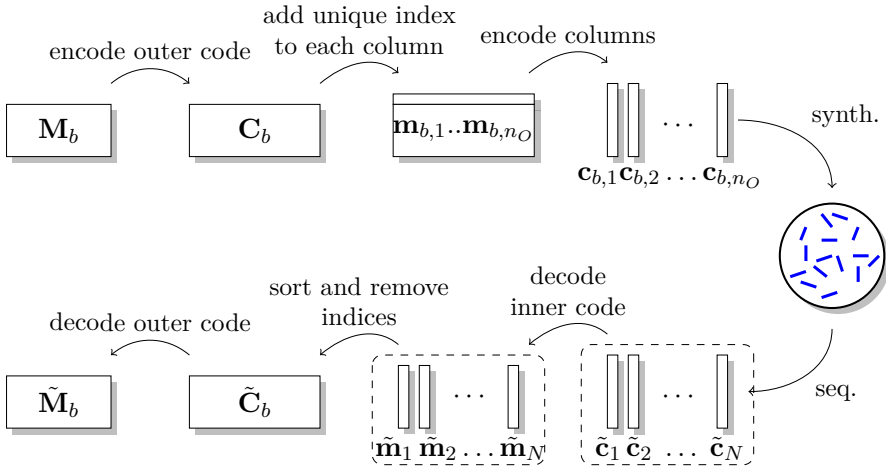 encode outer code
add unique index
to each column
encode columns
M_b
C_b
m_{b,1}..m_{b,n_O}
...
synth.
c_{b,1} c_{b,2} ... c_{b,n_O}
decode outer code
sort and remove
indices
decode
inner code
seq.
M̃_b
C̃_b
...
...
m̃_1 m̃_2 ... m̃_N
c̃_1 c̃_2 ... c̃_N